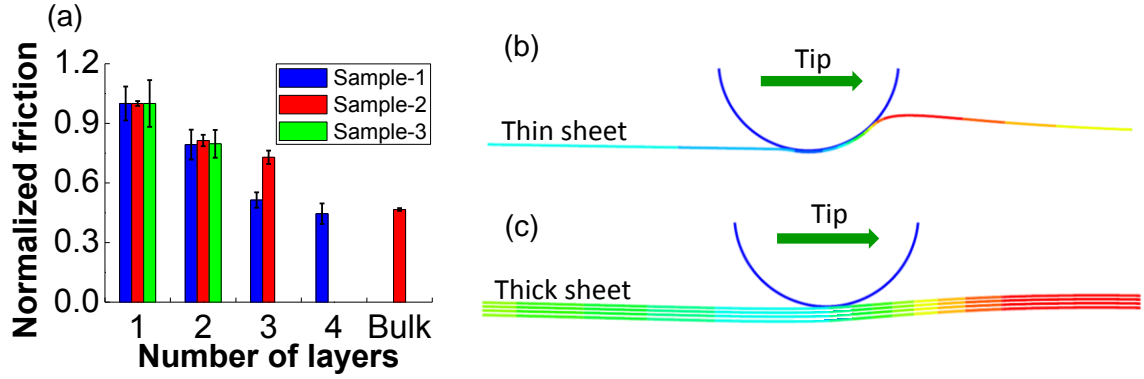 (a)
Normalized friction
1.2
0.9
0.6
0.3
0.0
Sample-1
Sample-2
Sample-3
1 2 3 4 Bulk
Number of layers
(b)
Tip
Thin sheet
(c)
Tip
Thick sheet